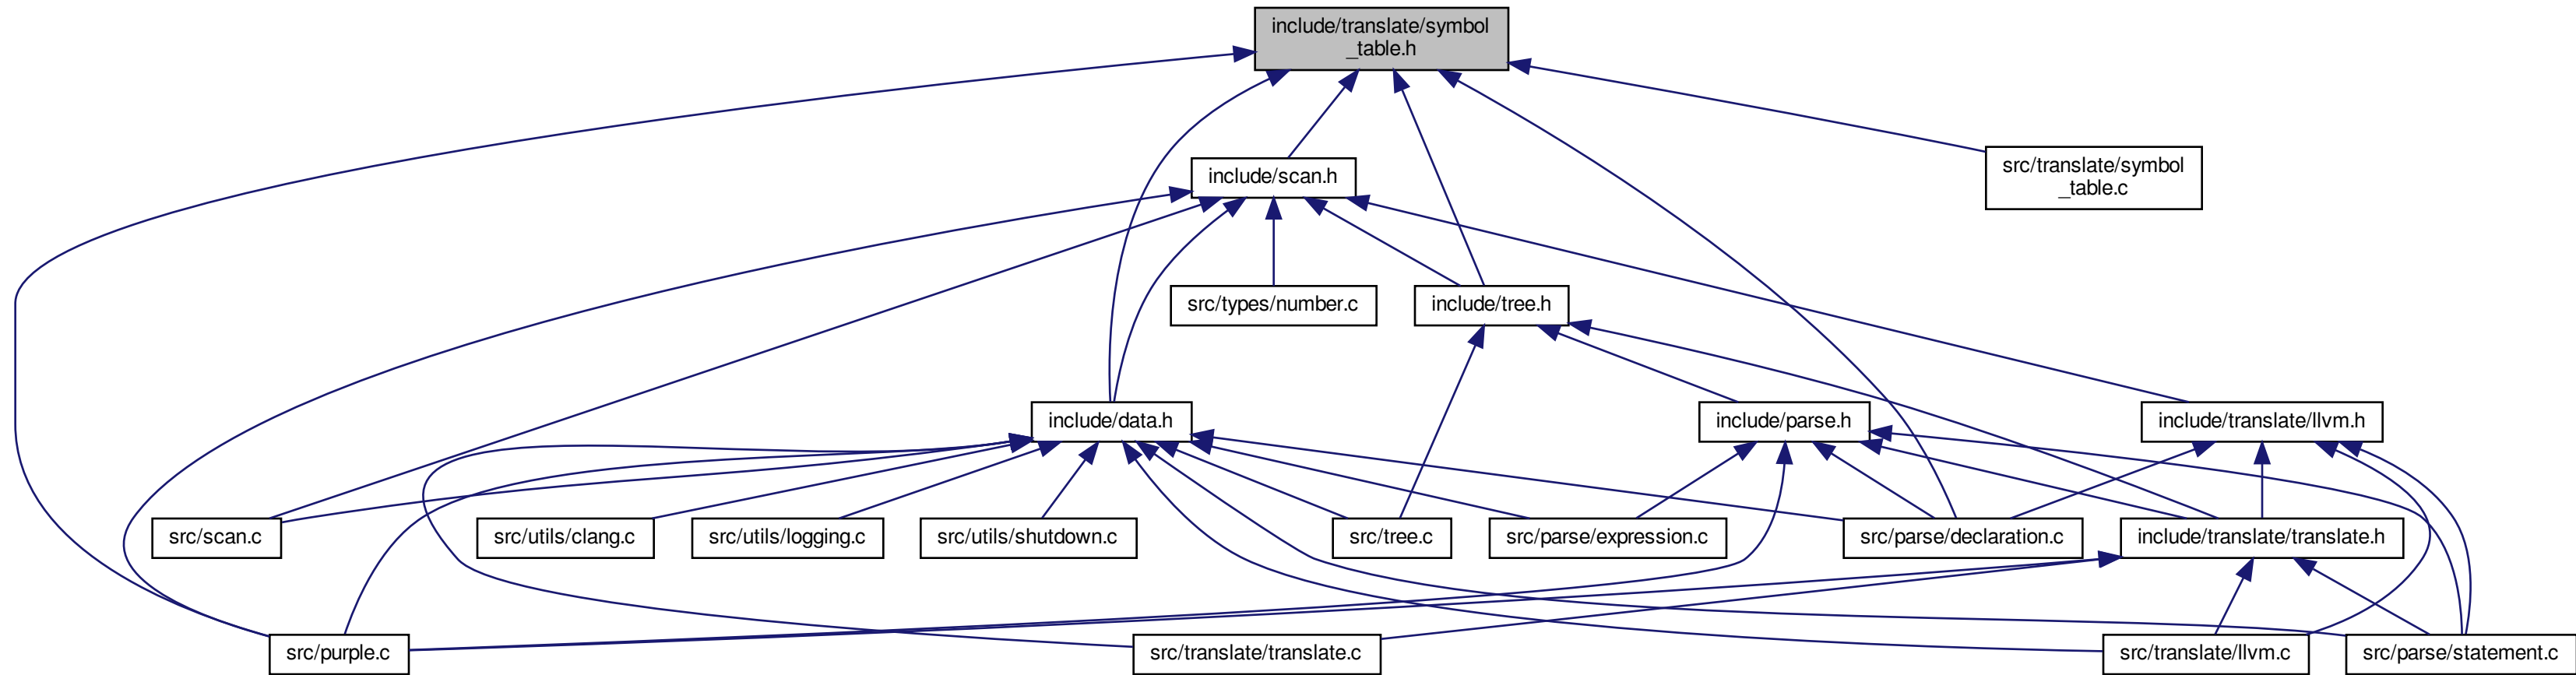 include/translate/symbol
_table.h
src/translate/symbol
_table.c
include/scan.h
src/types/number.c
include/tree.h
include/data.h
include/parse.h
include/translate/llvm.h
src/scan.c
src/utils/clang.c
src/utils/logging.c
src/utils/shutdown.c
src/tree.c
src/parse/expression.c
src/parse/declaration.c
include/translate/translate.h
src/purple.c
src/translate/translate.c
src/translate/llvm.c
src/parse/statement.c